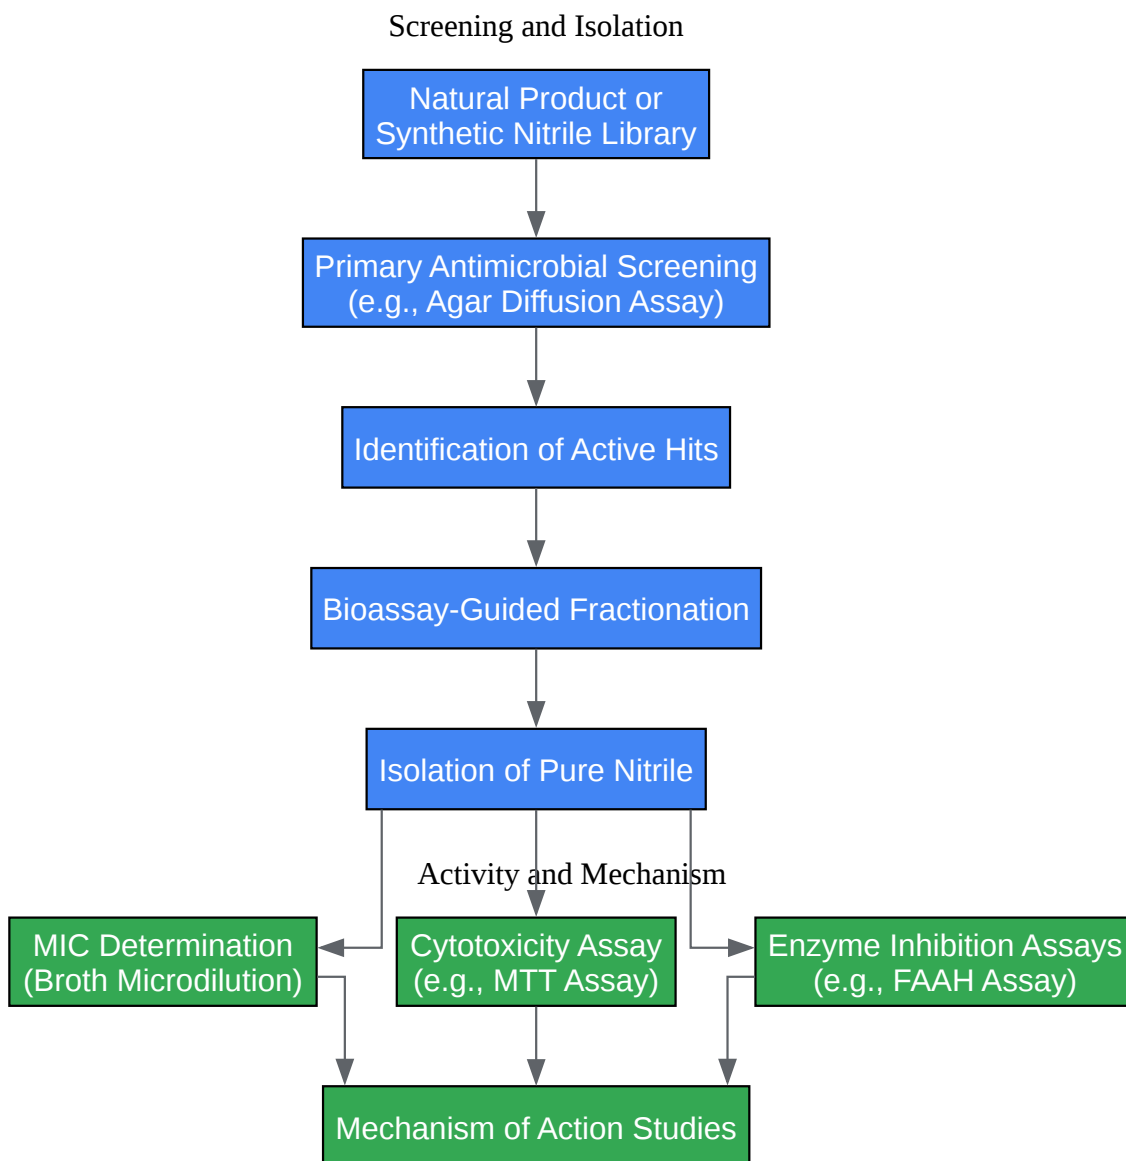 Screening and Isolation
Natural Product or
Synthetic Nitrile Library
Primary Antimicrobial Screening
(e.g., Agar Diffusion Assay)
Identification of Active Hits
Bioassay-Guided Fractionation
Isolation of Pure Nitrile
Activity and Mechanism
MIC Determination
(Broth Microdilution)
Cytotoxicity Assay
(e.g., MTT Assay)
Enzyme Inhibition Assays
(e.g., FAAH Assay)
Mechanism of Action Studies